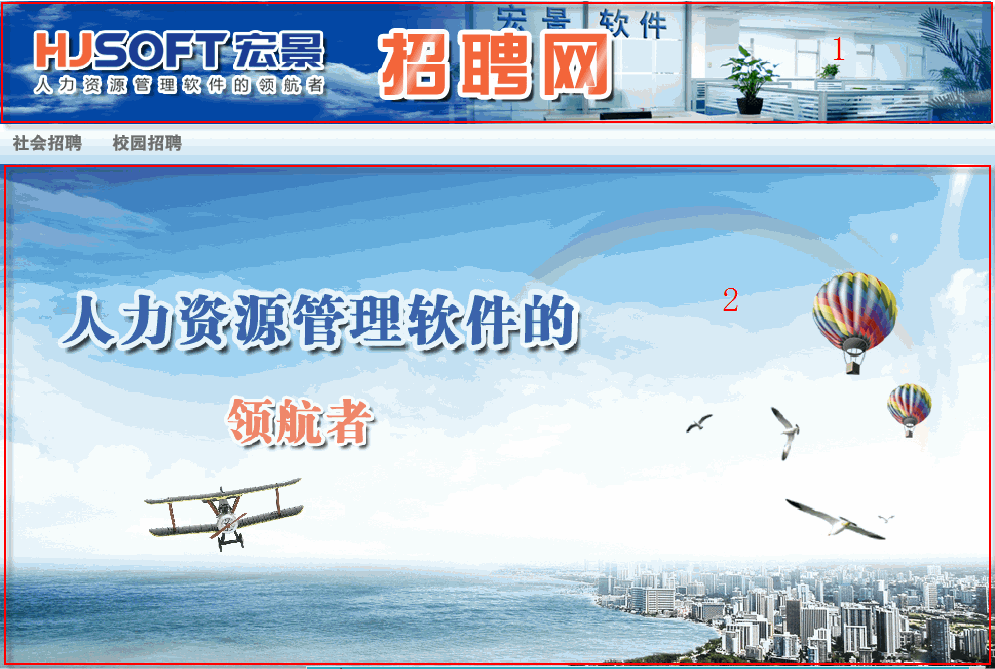 宏景软件
HJSOFT宏景
招聘网
1
人力资源管理软件的领航者
社会招聘 校园招聘
人力资源管理软件的
2
领航者